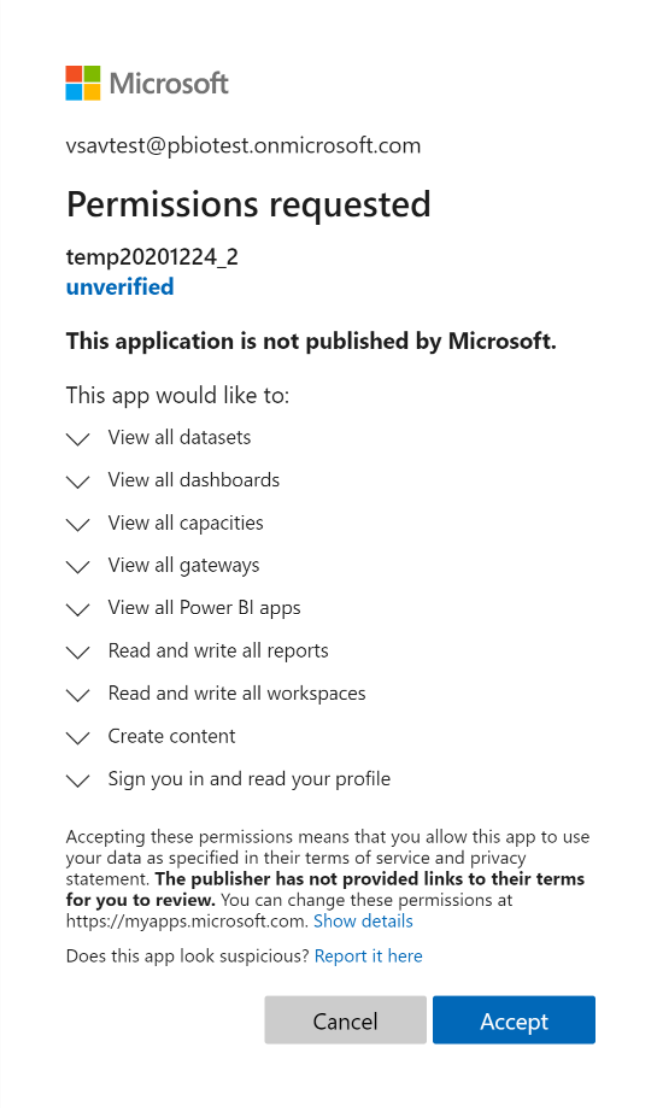 Microsoft
vsavtest@pbiotest.onmicrosoft.com
Permissions requested
temp20201224_2
unverified
This application is not published by Microsoft.
This app would like to:
View all datasets
View all dashboards
View all capacities
View all gateways
View all Power BI apps
Read and write all reports
Read and write all workspaces
Create content
Sign you in and read your profile
Accepting these permissions means that you allow this app to use
your data as specified in their terms of service and privacy
statement. The publisher has not provided links to their terms
for you to review. You can change these permissions at
https://myapps.microsoft.com. Show details
Does this app look suspicious? Report it here
Cancel Accept